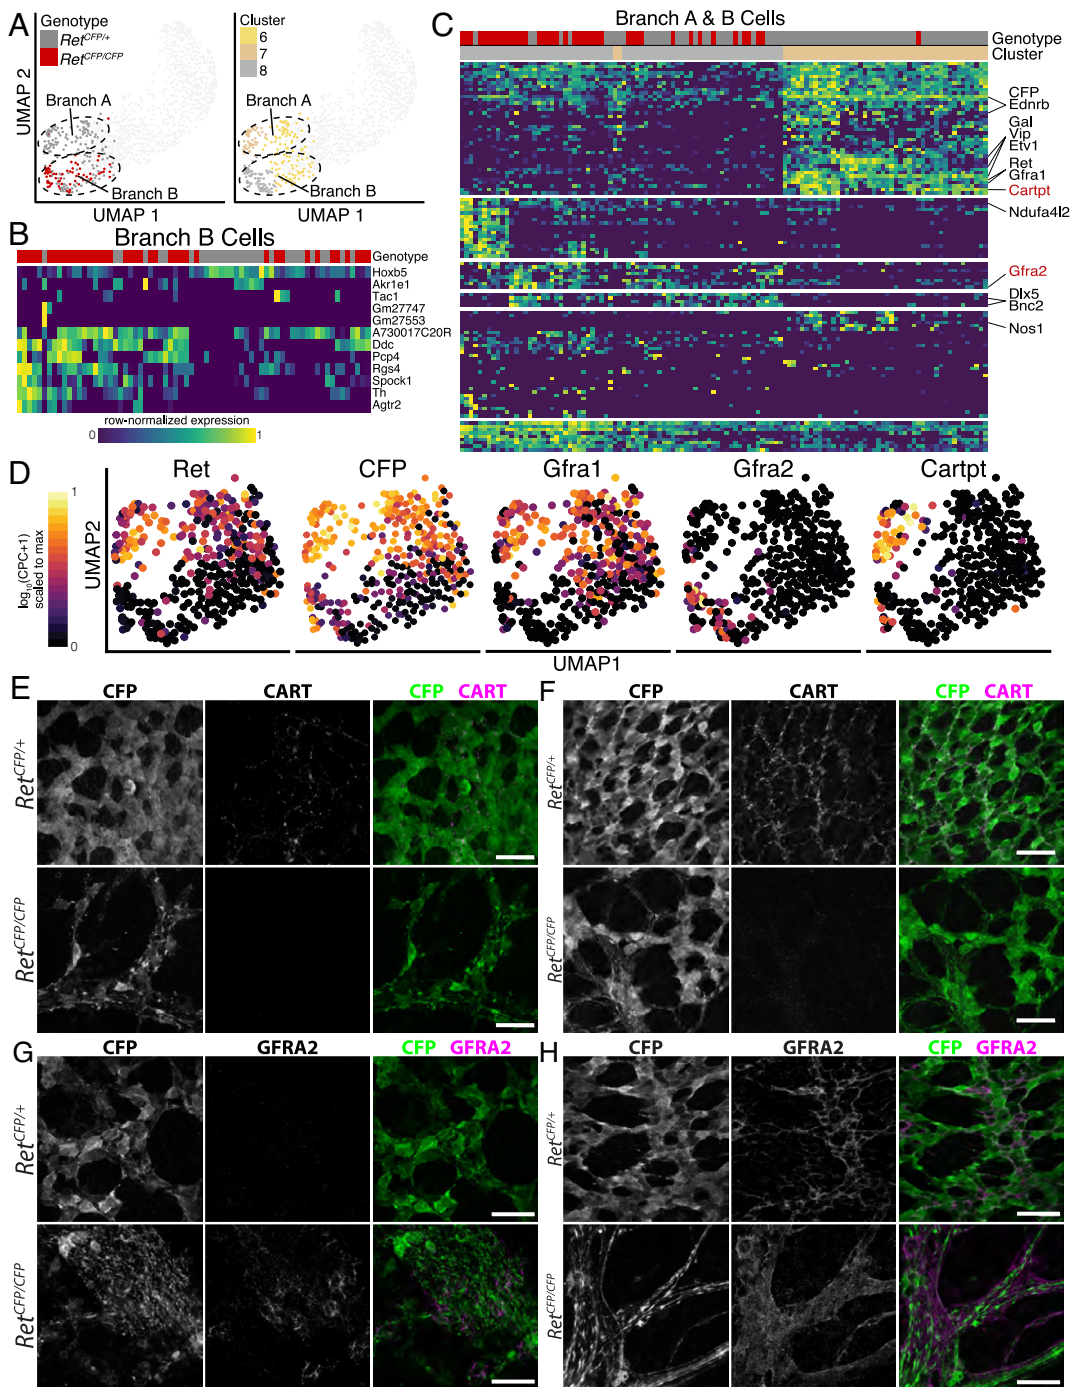 A
Genotype
Ret^CFP/+
Ret^CFP/CFP
Branch A
Branch B
UMAP 2
UMAP 1
Cluster
6
7
8
Branch A
Branch B
UMAP 1
B
Branch B Cells
Genotype
Hoxb5
Akr1e1
Tac1
Gm27747
Gm27553
A730017C20R
Ddc
Pcp4
Rgs4
Spock1
Th
Agtr2
row-normalized expression
0
1
C
Branch A & B Cells
Genotype
Cluster
CFP
Ednrb
Gal
Vip
Etv1
Ret
Gfra1
Cartpt
Ndufa4l2
Gfra2
Dlx5
Bnc2
Nos1
D
log10(CPC+1)
scaled to max
1
0
UMAP2
Ret
CFP
Gfra1
Gfra2
Cartpt
UMAP1
E
CFP
CART
CFP CART
Ret^CFP/+
Ret^CFP/CFP
F
CFP
CART
CFP CART
Ret^CFP/+
Ret^CFP/CFP
G
CFP
GFRA2
CFP GFRA2
Ret^CFP/+
Ret^CFP/CFP
H
CFP
GFRA2
CFP GFRA2
Ret^CFP/+
Ret^CFP/CFP